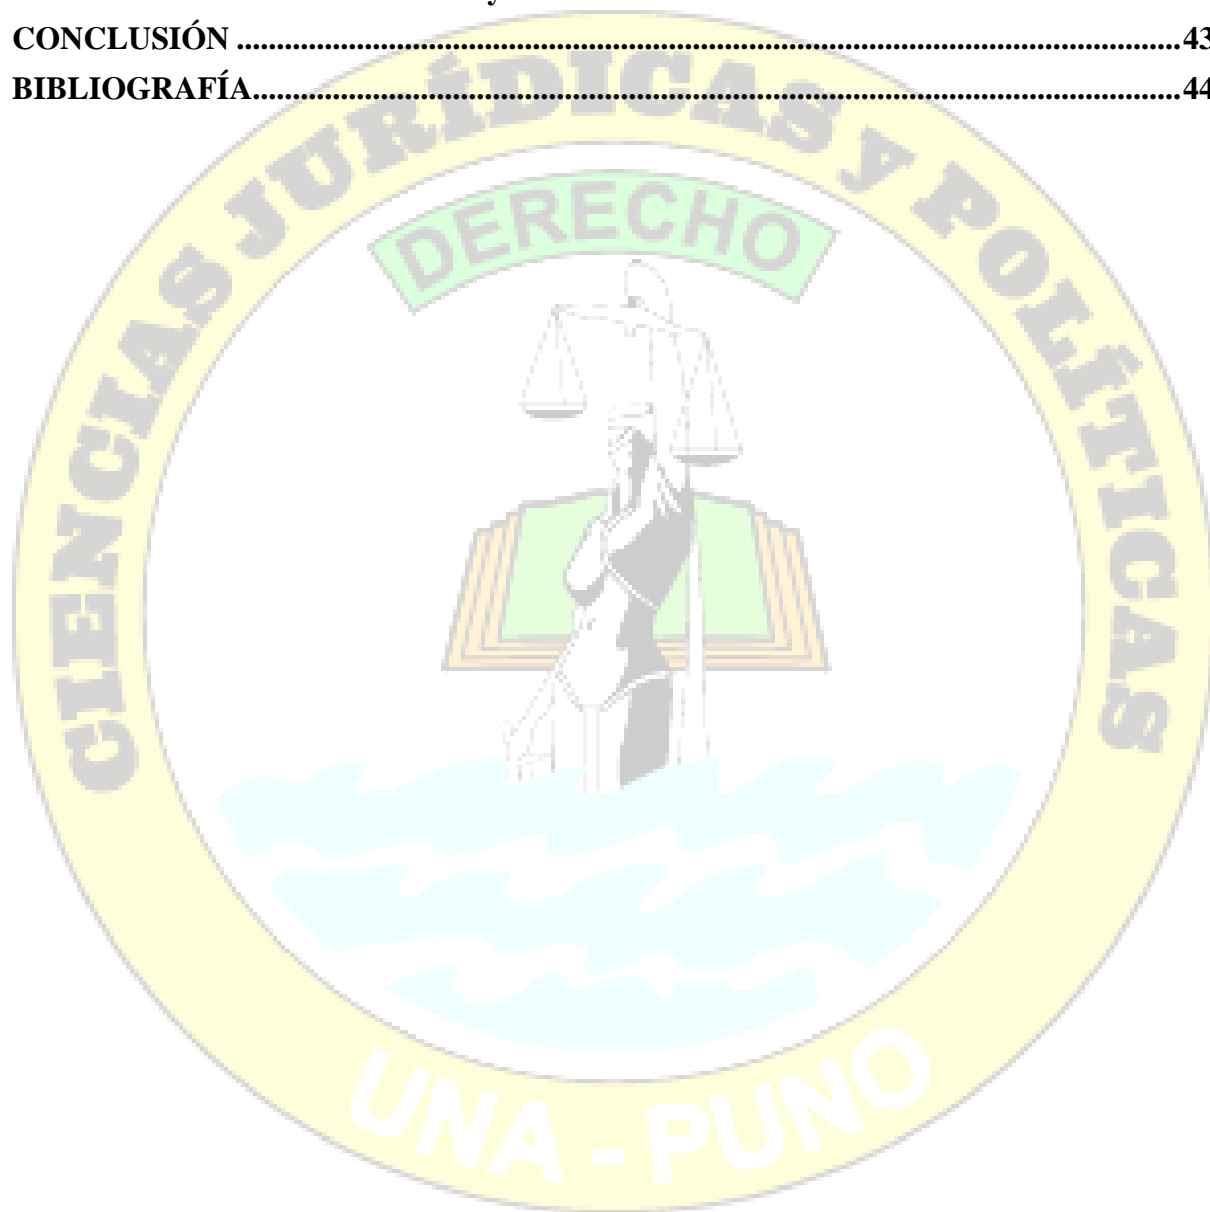 CONCLUSIÓN ........................................................................................................................43
BIBLIOGRAFÍA......................................................................................................................44
CIENCIAS JURÍDICAS y POLÍTICAS
DERECHO
UNA - PUNO